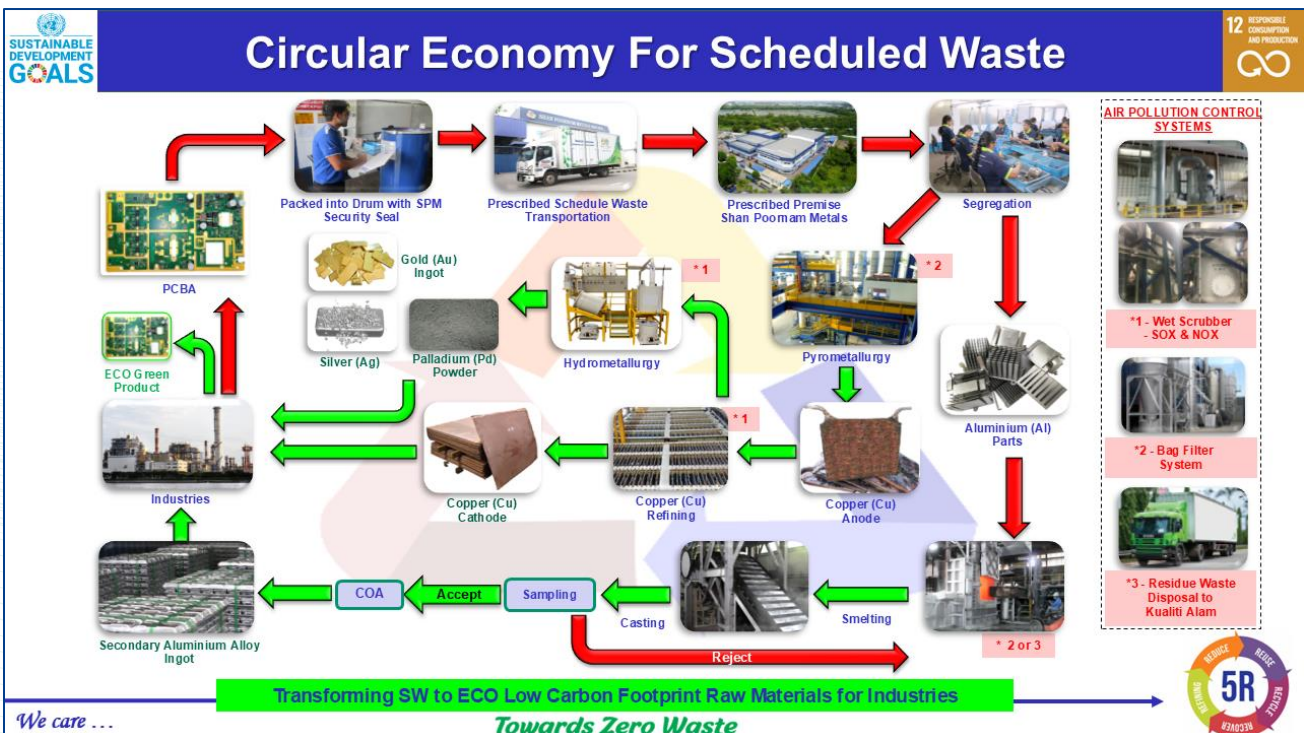 SUSTAINABLE
DEVELOPMENT
GOALS
Circular Economy For Scheduled Waste
12 RESPONSIBLE
CONSUMPTION
AND PRODUCTION
Packed into Drum with SPM
Security Seal
Prescribed Schedule Waste
Transportation
Prescribed Premise
Shan Poornam Metals
Segregation
AIR POLLUTION CONTROL
SYSTEMS
PCBA
Gold (Au)
Ingot
Silver (Ag)
Palladium (Pd)
Powder
* 1
Hydrometallurgy
* 2
Pyrometallurgy
*1 - Wet Scrubber
- SOX & NOX
ECO Green
Product
Aluminium (Al)
Parts
Industries
Copper (Cu)
Cathode
* 1
Copper (Cu)
Refining
Copper (Cu)
Anode
*2 - Bag Filter
System
Secondary Aluminium Alloy
Ingot
COA
Accept
Sampling
Casting
Smelting
* 2 or 3
Reject
*3 - Residue Waste
Disposal to
Kualiti Alam
Transforming SW to ECO Low Carbon Footprint Raw Materials for Industries
We care ...
Towards Zero Waste
5R
REDUCE
REUSE
RECYCLE
RECOVER